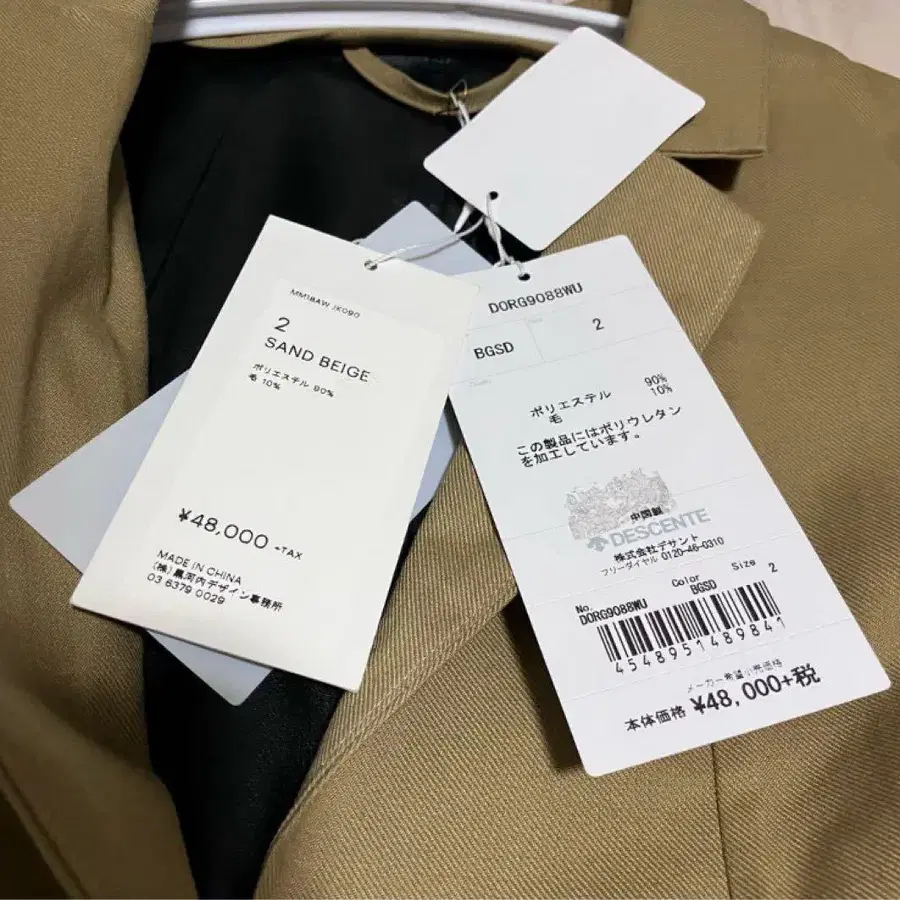 MM18AW JK090
2
SAND BEIGE
ポリエステル 90%
毛 10%
¥48,000 +TAX
MADE IN CHINA
(株)黒河内デザイン事務所
03 6379 0029
DORG9088WU
BGSD 2
ポリエステル 90%
毛 10%
この製品にはポリウレタン
を加工しています。
中国製
DESCENTE
株式会社デサント
フリーダイヤル 0120-46-0310
No. Color Size
DORG9088WU BGSD 2
4548951489841
メーカー希望小売価格
本体価格 ¥48,000+税